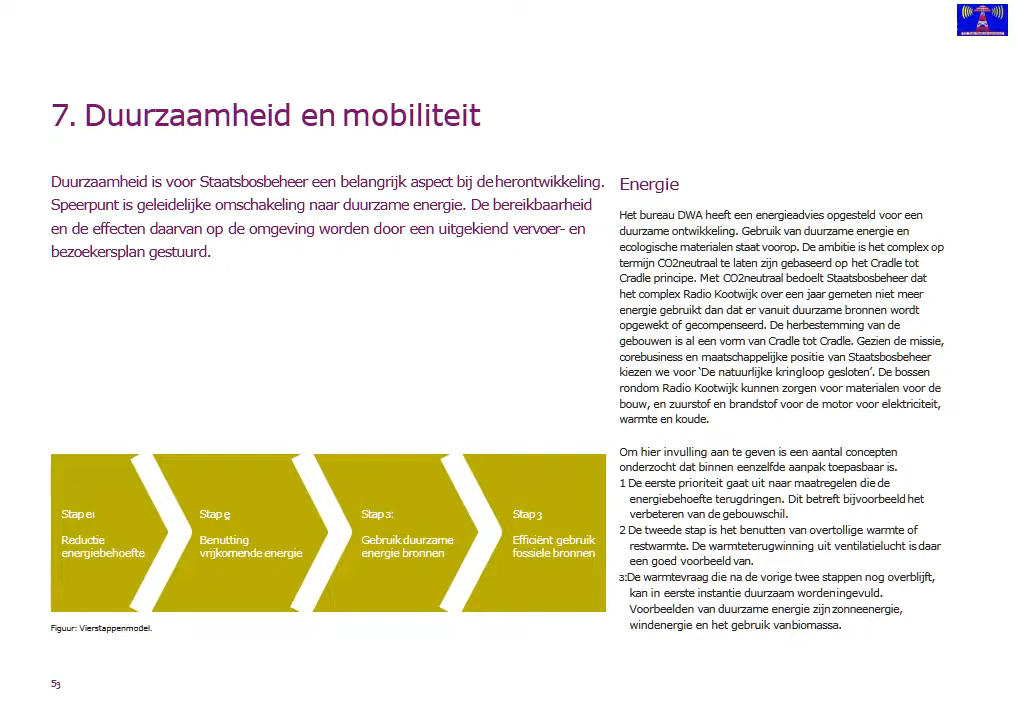 7. Duurzaamheid en mobiliteit
Duurzaamheid is voor Staatsbosbeheer een belangrijk aspect bij de herontwikkeling.
Speerpunt is geleidelijke omschakeling naar duurzame energie. De bereikbaarheid
en de effecten daarvan op de omgeving worden door een uitgekiend vervoer- en
bezoekersplan gestuurd.
Energie
Het bureau DWA heeft een energieadvies opgesteld voor een
duurzame ontwikkeling. Gebruik van duurzame energie en
ecologische materialen staat voorop. De ambitie is het complex op
termijn CO2neutraal te laten zijn gebaseerd op het Cradle tot
Cradle principe. Met CO2neutraal bedoelt Staatsbosbeheer dat
het complex Radio Kootwijk over een jaar gemeten niet meer
energie gebruikt dan dat er vanuit duurzame bronnen wordt
opgewekt of gecompenseerd. De herbestemming van de
gebouwen is al een vorm van Cradle tot Cradle. Gezien de missie,
corebusiness en maatschappelijke positie van Staatsbosbeheer
kiezen we voor ‘De natuurlijke kringloop gesloten’. De bossen
rondom Radio Kootwijk kunnen zorgen voor materialen voor de
bouw, en zuurstof en brandstof voor de motor voor elektriciteit,
warmte en koude.
Om hier invulling aan te geven is een aantal concepten
onderzocht dat binnen eenzelfde aanpak toepasbaar is.
1 De eerste prioriteit gaat uit naar maatregelen die de
energiebehoefte terugdringen. Dit betreft bijvoorbeeld het
verbeteren van de gebouwschil.
2 De tweede stap is het benutten van overtollige warmte of
restwarmte. De warmteterugwinning uit ventilatielucht is daar
een goed voorbeeld van.
3:De warmtevraag die na de vorige twee stappen nog overblijft,
kan in eerste instantie duurzaam wordeningevuld.
Voorbeelden van duurzame energie zijn zonneenergie,
windenergie en het gebruik vanbiomassa.
Stap e1
Reductie
energiebehoefte
Stap
Benutting
vrijkomende energie
Stap 3:
Gebruik duurzame
energie bronnen
Stap 3
Efficiënt gebruik
fossiele bronnen
Figuur: Vierstappenmodel.
53